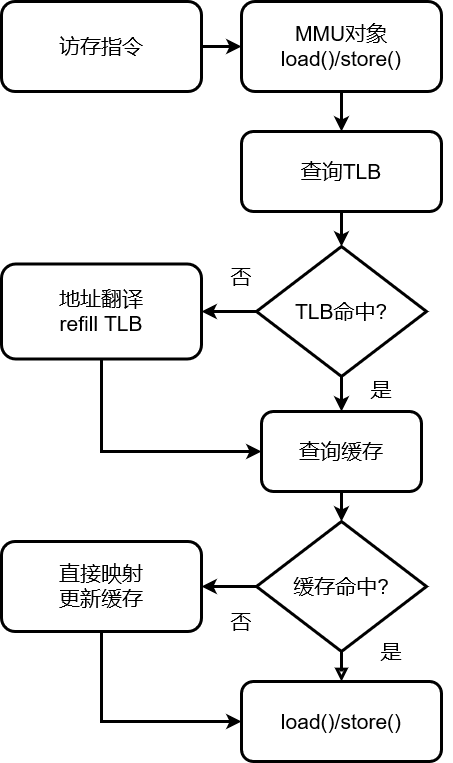 访存指令
MMU对象
load()/store()
查询TLB
否
地址翻译
refill TLB
TLB命中?
是
查询缓存
直接映射
更新缓存
缓存命中?
否
是
load()/store()